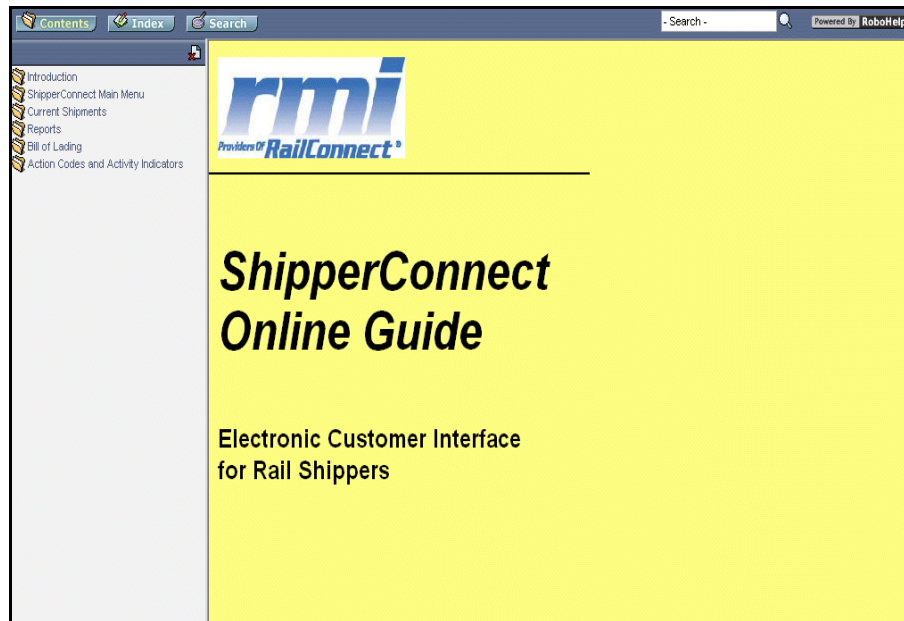 Contents Index Search - Search - Powered By RoboHelp
Introduction
ShipperConnect Main Menu
Current Shipments
Reports
Bill of Lading
Action Codes and Activity Indicators
rmi
Providers Of RailConnect®
ShipperConnect
Online Guide
Electronic Customer Interface
for Rail Shippers